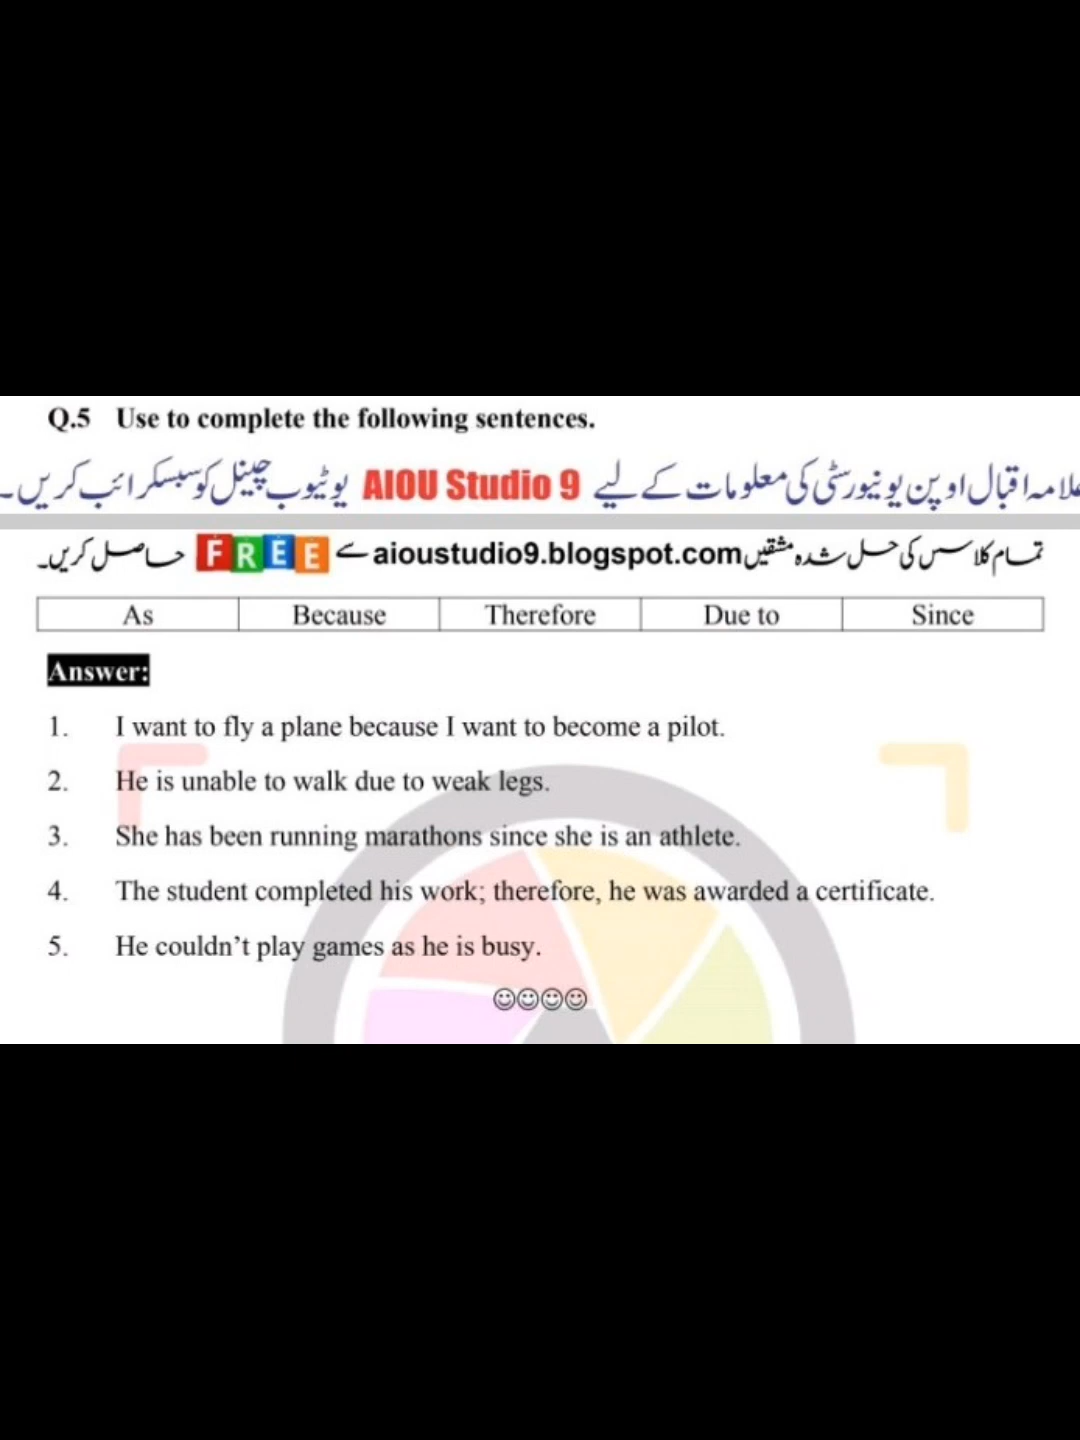 Q.5 Use to complete the following sentences.
علامہ اقبال اوپن یونیورسٹی کی معلومات کے لیے AIOU Studio 9 یوٹیوب چینل کو سبسکرائب کریں۔
تمام کلاسس کی حل شدہ مشقیں aioustudio9.blogspot.com سے FREE حاصل کریں۔
As Because Therefore Due to Since
Answer:
1. I want to fly a plane because I want to become a pilot.
2. He is unable to walk due to weak legs.
3. She has been running marathons since she is an athlete.
4. The student completed his work; therefore, he was awarded a certificate.
5. He couldn’t play games as he is busy.
☺☺☺☺